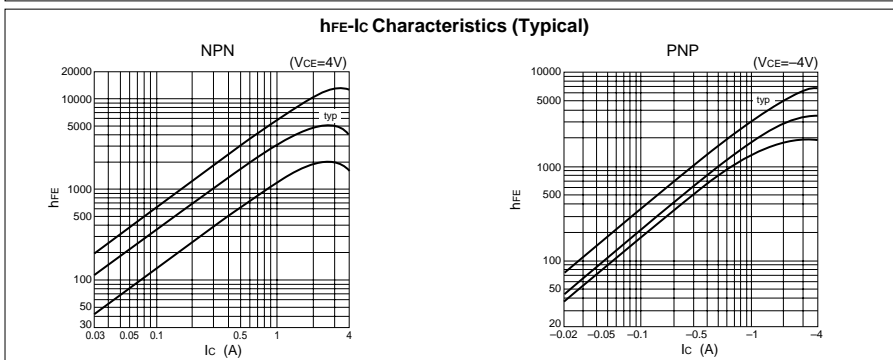 hFE-IC Characteristics (Typical)
NPN
(VCE=4V)
20000
10000
5000
1000
500
100
50
30
hFE
typ
0.03
0.05
0.1
0.5
1
4
IC (A)
PNP
(VCE=–4V)
10000
5000
1000
500
100
50
20
hFE
typ
–0.02
–0.05
–0.1
–0.5
–1
–4
IC (A)